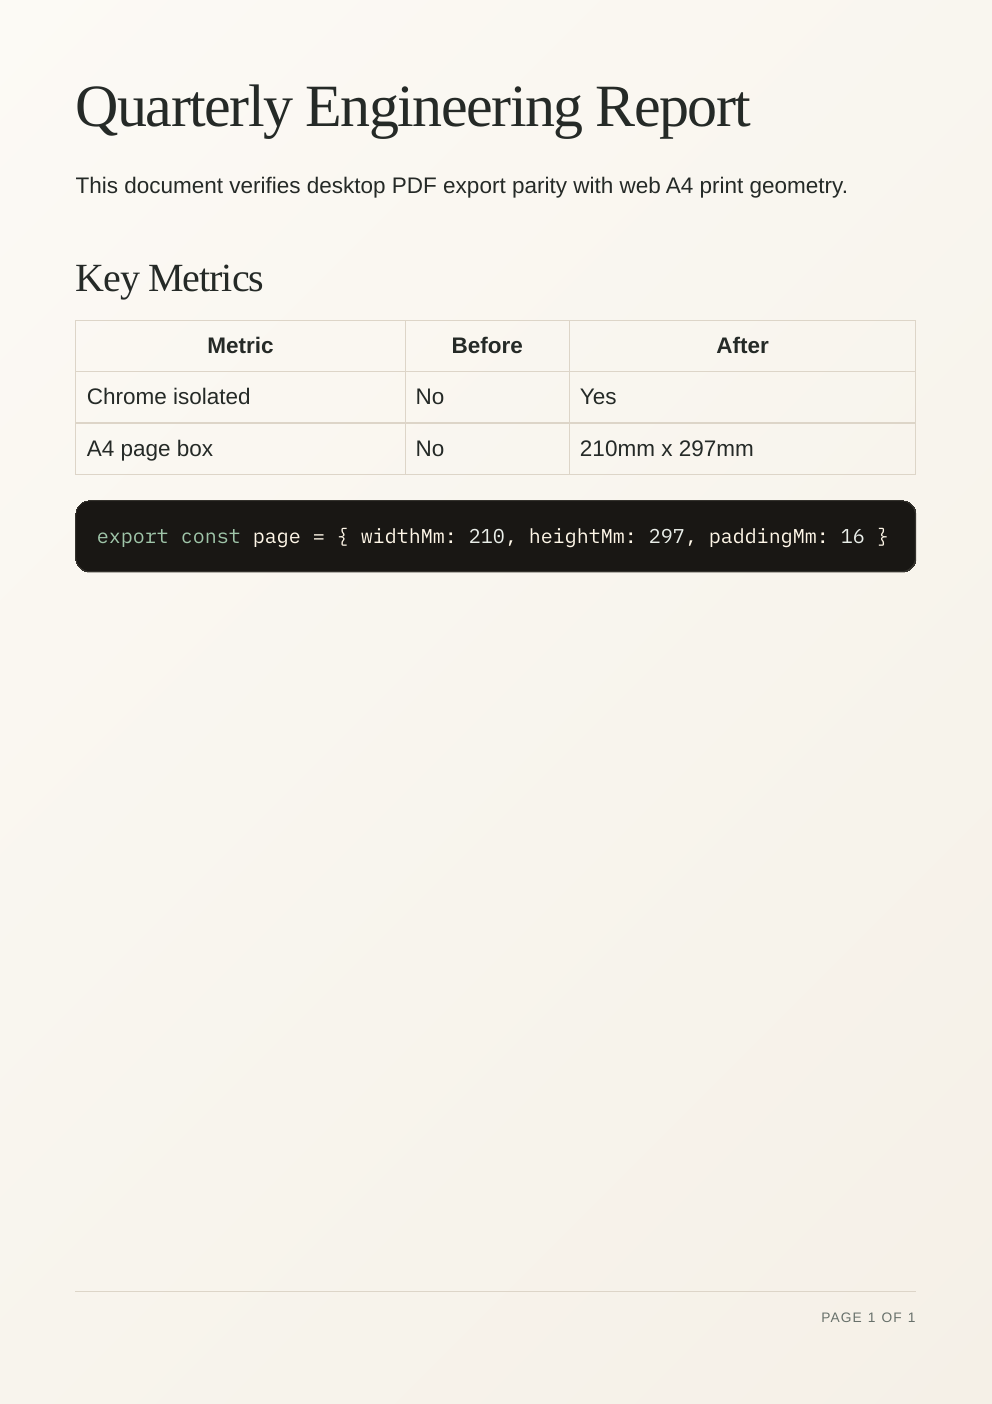 Quarterly Engineering Report
This document verifies desktop PDF export parity with web A4 print geometry.
Key Metrics
Metric Before After
Chrome isolated No Yes
A4 page box No 210mm x 297mm
export const page = { widthMm: 210, heightMm: 297, paddingMm: 16 }
PAGE 1 OF 1